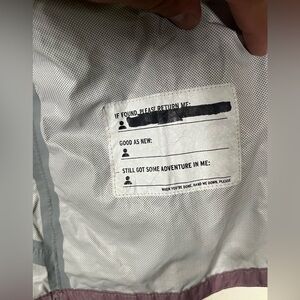 IF FOUND, PLEASE RETURN ME:
GOOD AS NEW:
STILL GOT SOME ADVENTURE IN ME:
WHEN YOU'RE DONE, HAND ME DOWN, PLEASE